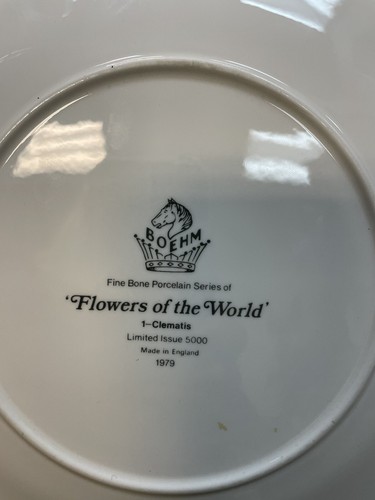 BOEHM
Fine Bone Porcelain Series of
'Flowers of the World'
1-Clematis
Limited Issue 5000
Made in England
1979